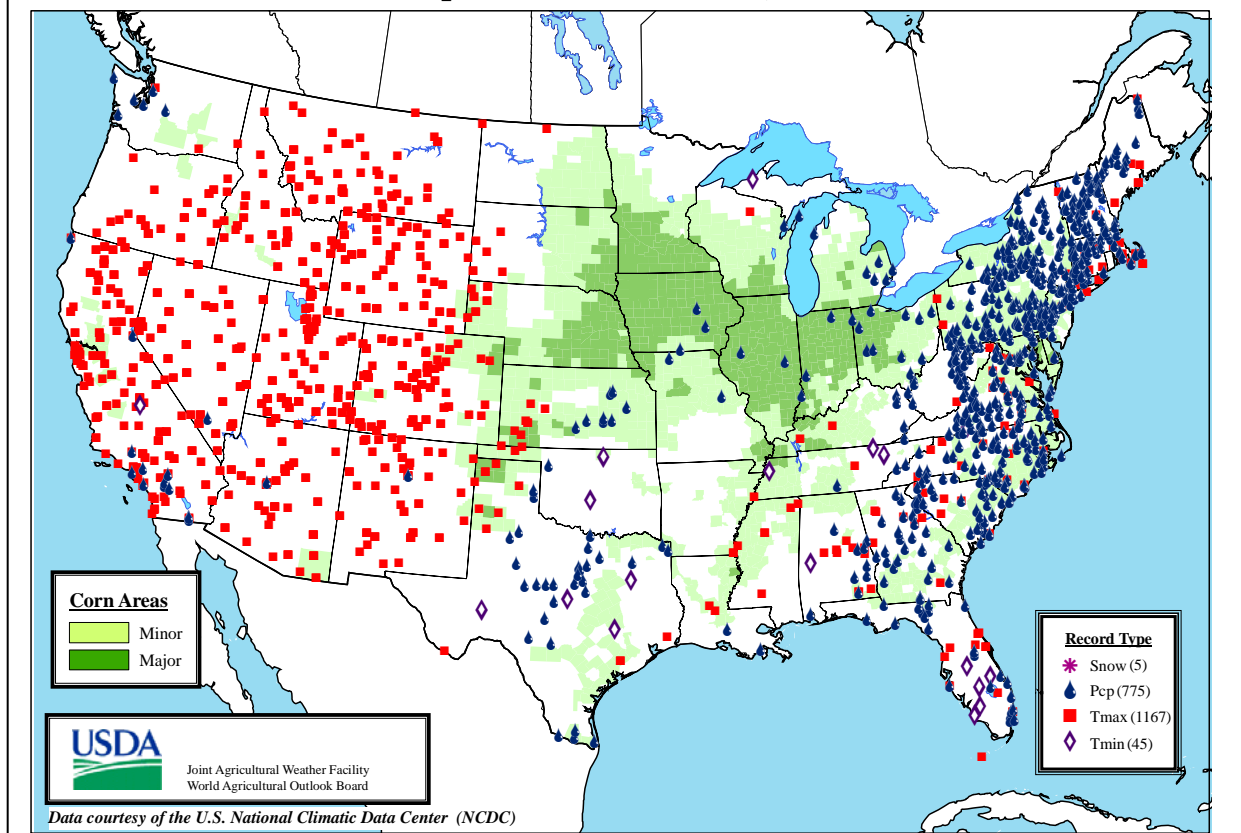 Corn Areas
Minor
Major
Record Type
Snow (5)
Pcp (775)
Tmax (1167)
Tmin (45)
USDA
Joint Agricultural Weather Facility
World Agricultural Outlook Board
Data courtesy of the U.S. National Climatic Data Center (NCDC)